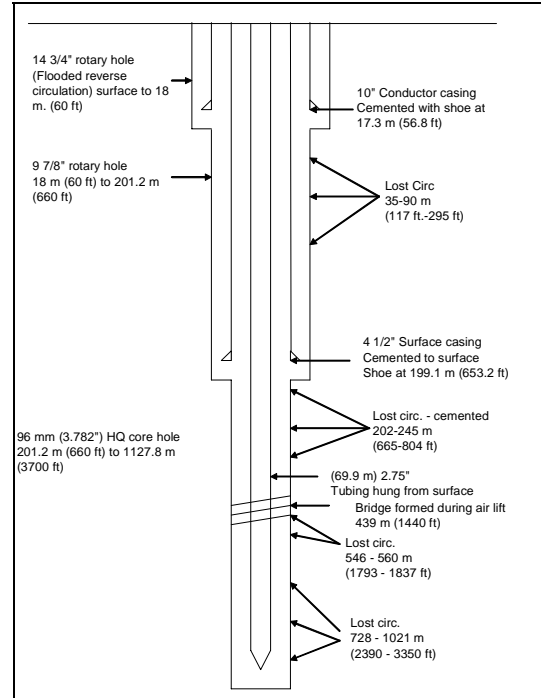 14 3/4" rotary hole
(Flooded reverse
circulation) surface to 18
m. (60 ft)
10" Conductor casing
Cemented with shoe at
17.3 m (56.8 ft)
9 7/8" rotary hole
18 m (60 ft) to 201.2 m
(660 ft)
Lost Circ
35-90 m
(117 ft.-295 ft)
4 1/2" Surface casing
Cemented to surface
Shoe at 199.1 m (653.2 ft)
Lost circ. - cemented
202-245 m
(665-804 ft)
96 mm (3.782") HQ core hole
201.2 m (660 ft) to 1127.8 m
(3700 ft)
(69.9 m) 2.75"
Tubing hung from surface
Bridge formed during air lift
439 m (1440 ft)
Lost circ.
546 - 560 m
(1793 - 1837 ft)
Lost circ.
728 - 1021 m
(2390 - 3350 ft)